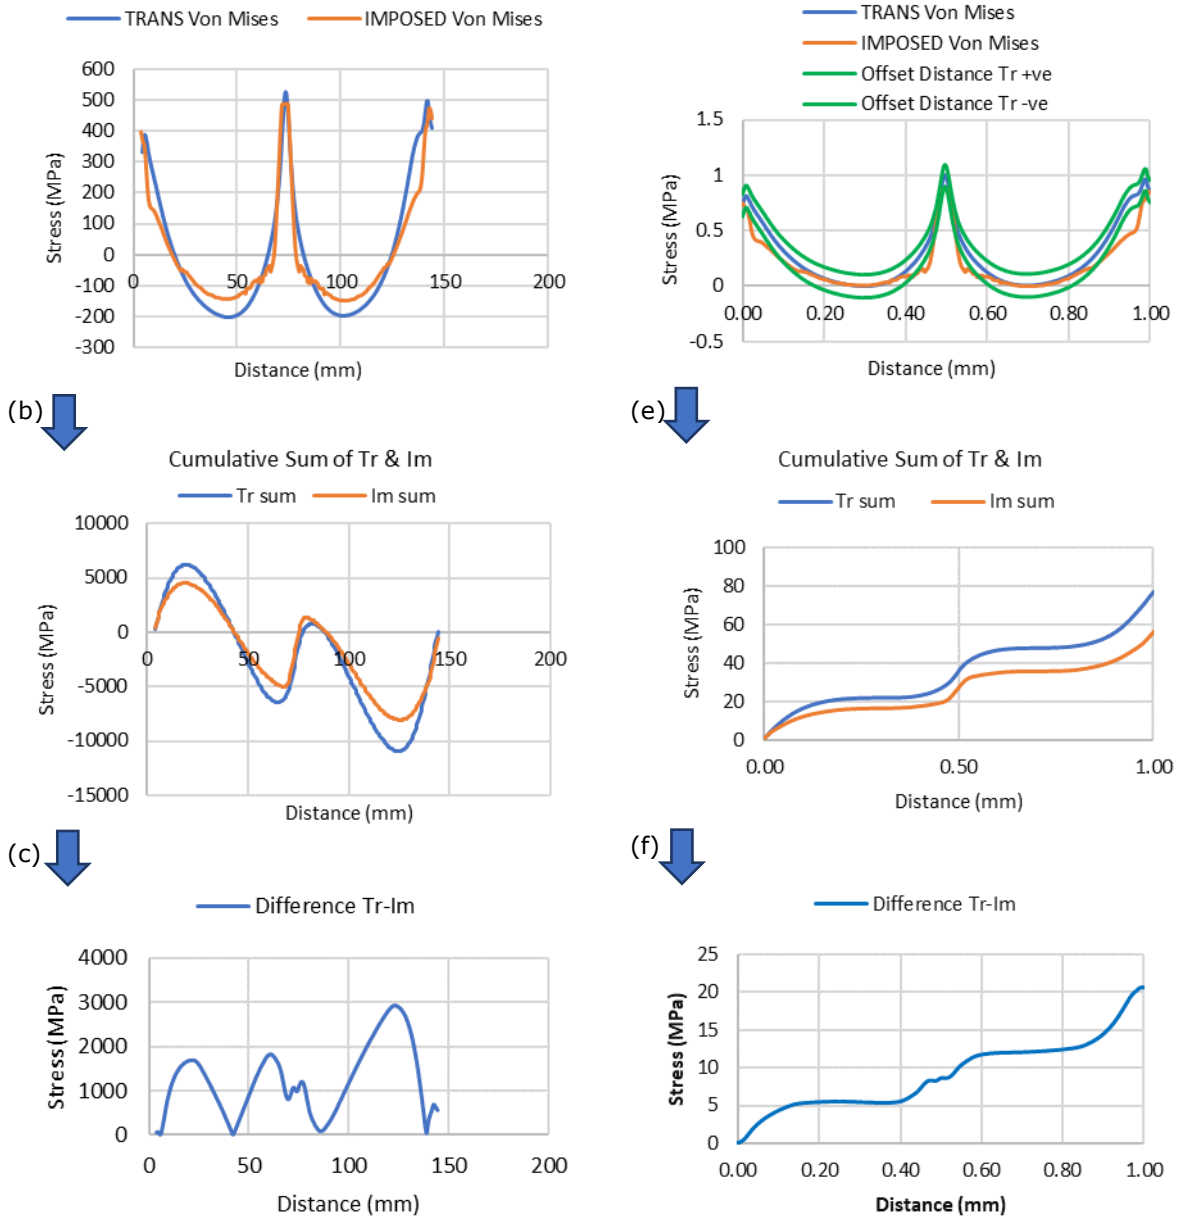 TRANS Von Mises
IMPOSED Von Mises
600
500
400
300
200
100
0
-100
-200
-300
0
50
100
150
200
Stress (MPa)
Distance (mm)
TRANS Von Mises
IMPOSED Von Mises
Offset Distance Tr +ve
Offset Distance Tr -ve
1.5
1
0.5
0
-0.5
0.00
0.20
0.40
0.60
0.80
1.00
Stress (MPa)
Distance (mm)
(b)
(e)
Cumulative Sum of Tr & Im
Tr sum
Im sum
10000
5000
0
-5000
-10000
-15000
0
50
100
150
200
Stress (MPa)
Distance (mm)
Cumulative Sum of Tr & Im
Tr sum
Im sum
100
80
60
40
20
0
0.00
0.50
1.00
Stress (MPa)
Distance (mm)
(c)
(f)
Difference Tr-Im
4000
3000
2000
1000
0
0
50
100
150
200
Stress (MPa)
Distance (mm)
Difference Tr-Im
25
20
15
10
5
0
0.00
0.20
0.40
0.60
0.80
1.00
Stress (MPa)
Distance (mm)